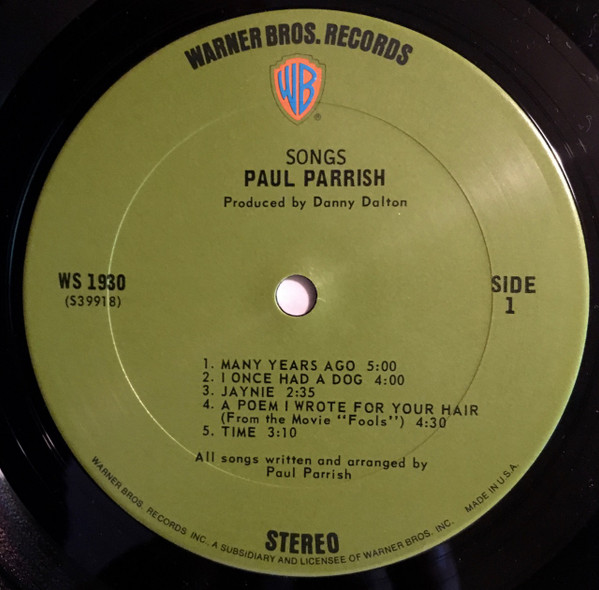 WARNER BROS. RECORDS
WB
®
SONGS
PAUL PARRISH
Produced by Danny Dalton
WS 1930
(S39918)
SIDE
1
1. MANY YEARS AGO 5:00
2. I ONCE HAD A DOG 4:00
3. JAYNIE 2:35
4. A POEM I WROTE FOR YOUR HAIR
(From the Movie "Fools") 4:30
5. TIME 3:10
All songs written and arranged by
Paul Parrish
STEREO
WARNER BROS. RECORDS INC., A SUBSIDIARY AND LICENSEE OF WARNER BROS. INC. MADE IN U.S.A.